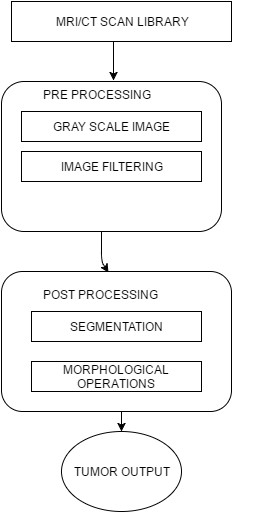 MRI/CT SCAN LIBRARY
PRE PROCESSING
GRAY SCALE IMAGE
IMAGE FILTERING
POST PROCESSING
SEGMENTATION
MORPHOLOGICAL
OPERATIONS
TUMOR OUTPUT